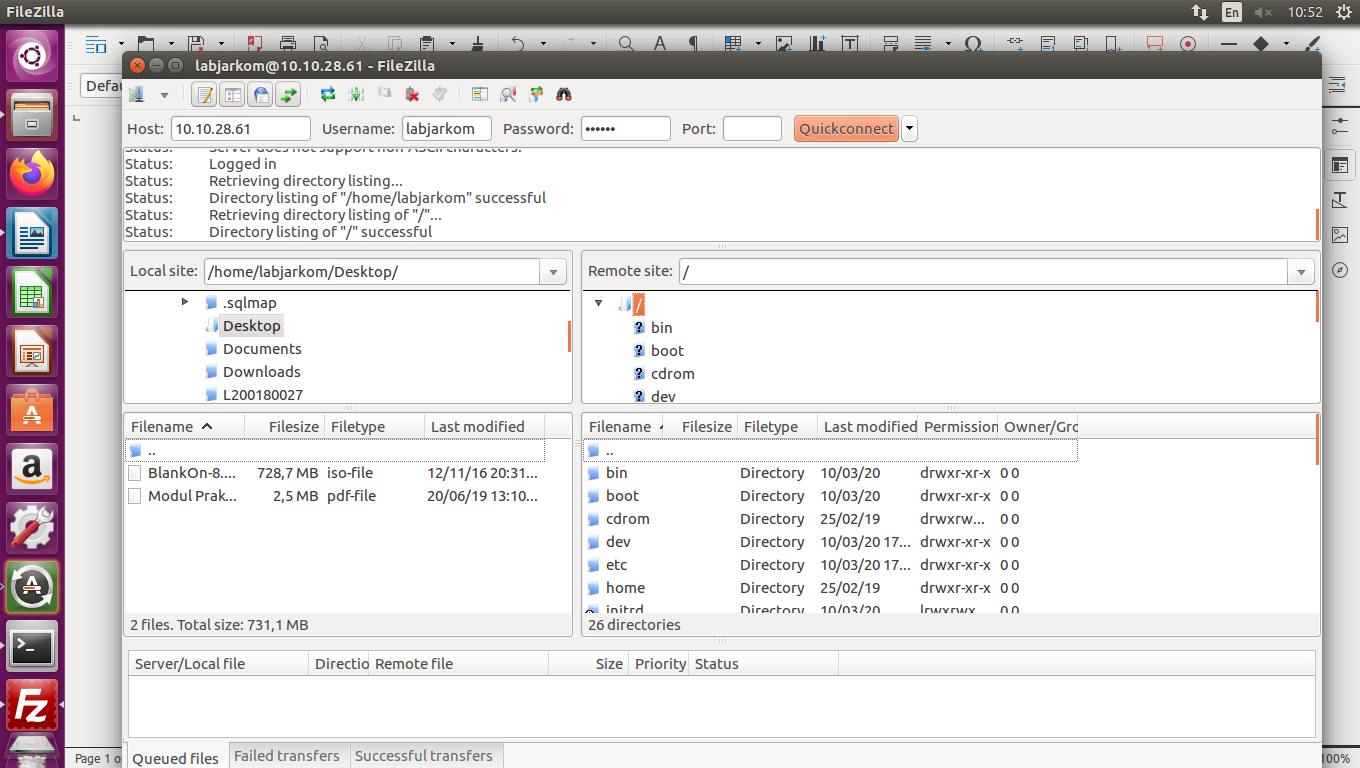 FileZilla En 10:52
Defau
labjarkom@10.10.28.61 - FileZilla
Host: 10.10.28.61 Username: labjarkom Password: •••••• Port: Quickconnect
Status: Server does not support non-ASCII characters.
Status: Logged in
Status: Retrieving directory listing...
Status: Directory listing of "/home/labjarkom" successful
Status: Retrieving directory listing of "/"...
Status: Directory listing of "/" successful
Local site: /home/labjarkom/Desktop/
.sqlmap
Desktop
Documents
Downloads
L200180027
Remote site: /
/
bin
boot
cdrom
dev
Filename Filesize Filetype Last modified
..
BlankOn-8.... 728,7 MB iso-file 12/11/16 20:31...
Modul Prak... 2,5 MB pdf-file 20/06/19 13:10...
2 files. Total size: 731,1 MB
Filename Filesize Filetype Last modified Permission Owner/Gro
..
bin Directory 10/03/20 drwxr-xr-x 0 0
boot Directory 10/03/20 drwxr-xr-x 0 0
cdrom Directory 25/02/19 drwxrw... 0 0
dev Directory 10/03/20 17... drwxr-xr-x 0 0
etc Directory 10/03/20 17... drwxr-xr-x 0 0
home Directory 25/02/19 drwxr-xr-x 0 0
initrd Directory 10/03/20 lrwxrwx 0 0
26 directories
Server/Local file Directio Remote file Size Priority Status
Queued files Failed transfers Successful transfers
Page 1 o 100%